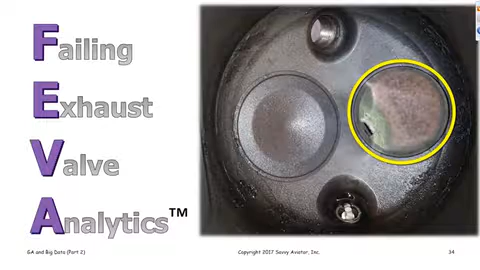 Failing
Exhaust
Valve
Analytics™
GA and Big Data (Part 2)
Copyright 2017 Savvy Aviator, Inc.
34